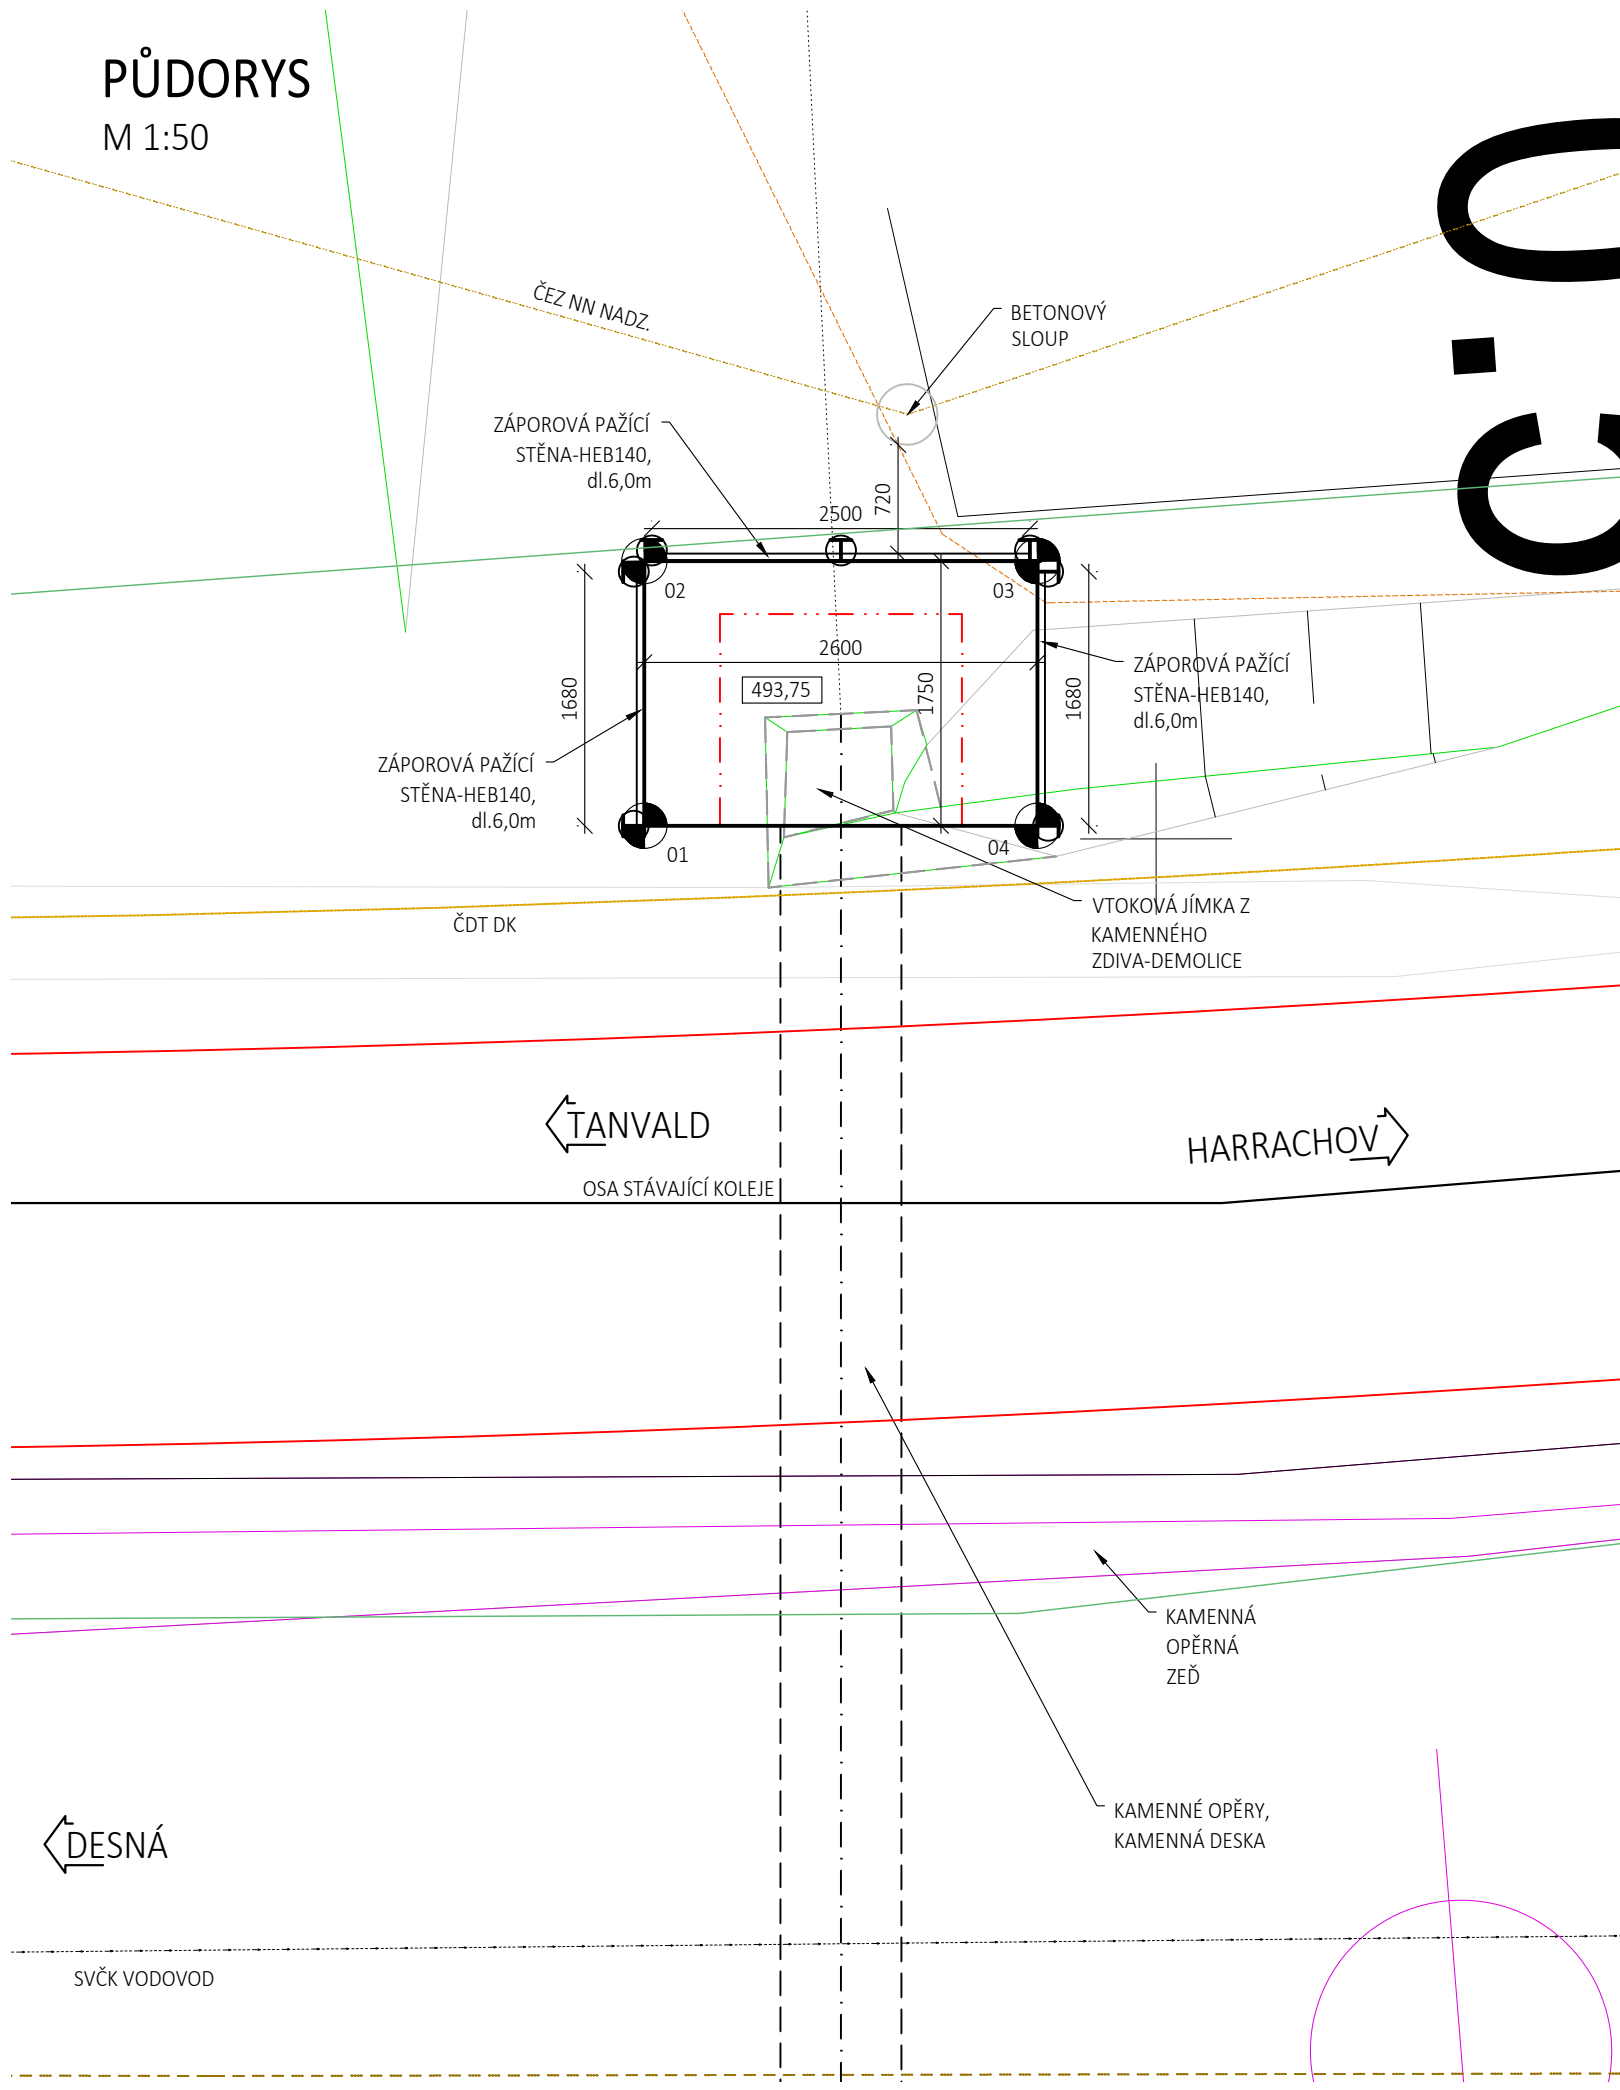 PŮDORYS
M 1:50
ČEZ NN NADZ.
BETONOVÝ
SLOUP
ZÁPOROVÁ PAŽÍCÍ
STĚNA-HEB140,
dl.6,0m
720
2500
02
03
2600
1680
493,75
1750
1680
ZÁPOROVÁ PAŽÍCÍ
STĚNA-HEB140,
dl.6,0m
ZÁPOROVÁ PAŽÍCÍ
STĚNA-HEB140,
dl.6,0m
01
04
VTOKOVÁ JÍMKA Z
KAMENNÉHO
ZDIVA-DEMOLICE
ČDT DK
TANVALD
HARRACHOV
OSA STÁVAJÍCÍ KOLEJE
KAMENNÁ
OPĚRNÁ
ZEĎ
KAMENNÉ OPĚRY,
KAMENNÁ DESKA
DESNÁ
SVČK VODOVOD